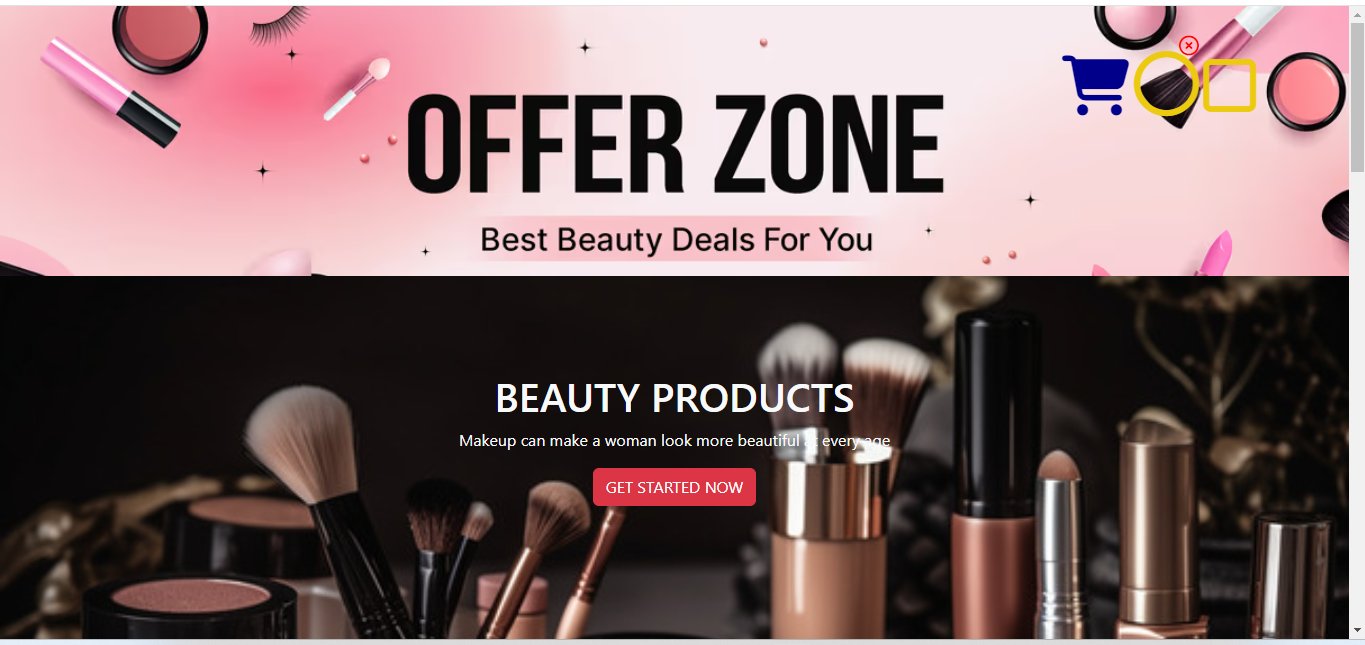 OFFER ZONE
Best Beauty Deals For You
BEAUTY PRODUCTS
Makeup can make a woman look more beautiful at every age
GET STARTED NOW